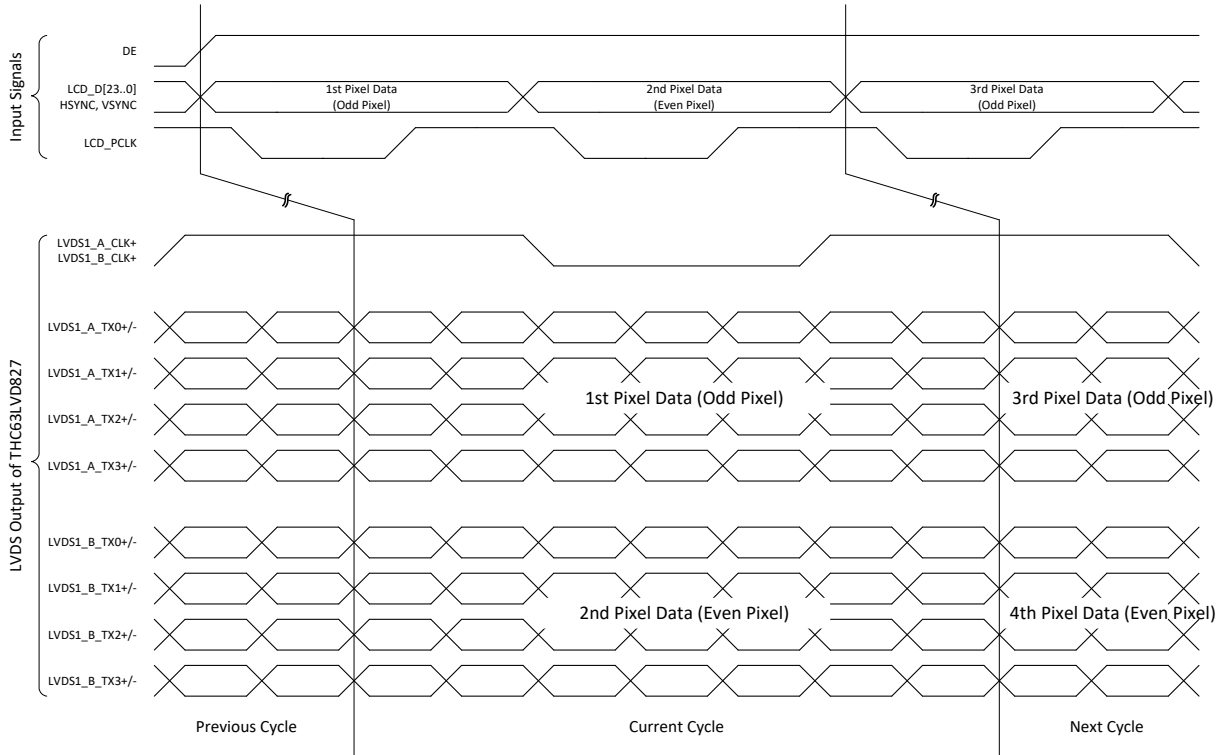 Input Signals
DE
LCD_D[23..0]
HSYNC, VSYNC
1st Pixel Data
(Odd Pixel)
2nd Pixel Data
(Even Pixel)
3rd Pixel Data
(Odd Pixel)
LCD_PCLK
LVDS Output of THC63LVD827
LVDS1_A_CLK+
LVDS1_B_CLK+
LVDS1_A_TX0+/-
LVDS1_A_TX1+/-
1st Pixel Data (Odd Pixel)
3rd Pixel Data (Odd Pixel)
LVDS1_A_TX2+/-
LVDS1_A_TX3+/-
LVDS1_B_TX0+/-
LVDS1_B_TX1+/-
2nd Pixel Data (Even Pixel)
4th Pixel Data (Even Pixel)
LVDS1_B_TX2+/-
LVDS1_B_TX3+/-
Previous Cycle
Current Cycle
Next Cycle